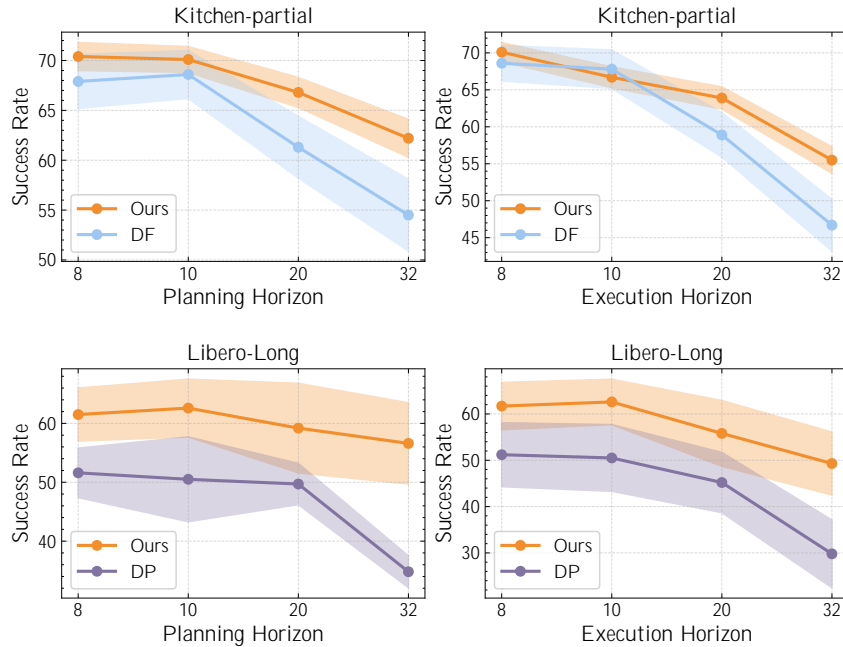 Kitchen-partial
Success Rate
70
65
60
55
50
Ours
DF
8
10
20
32
Planning Horizon
Kitchen-partial
Success Rate
70
65
60
55
50
45
Ours
DF
8
10
20
32
Execution Horizon
Libero-Long
Success Rate
60
50
40
Ours
DP
8
10
20
32
Planning Horizon
Libero-Long
Success Rate
60
50
40
30
Ours
DP
8
10
20
32
Execution Horizon